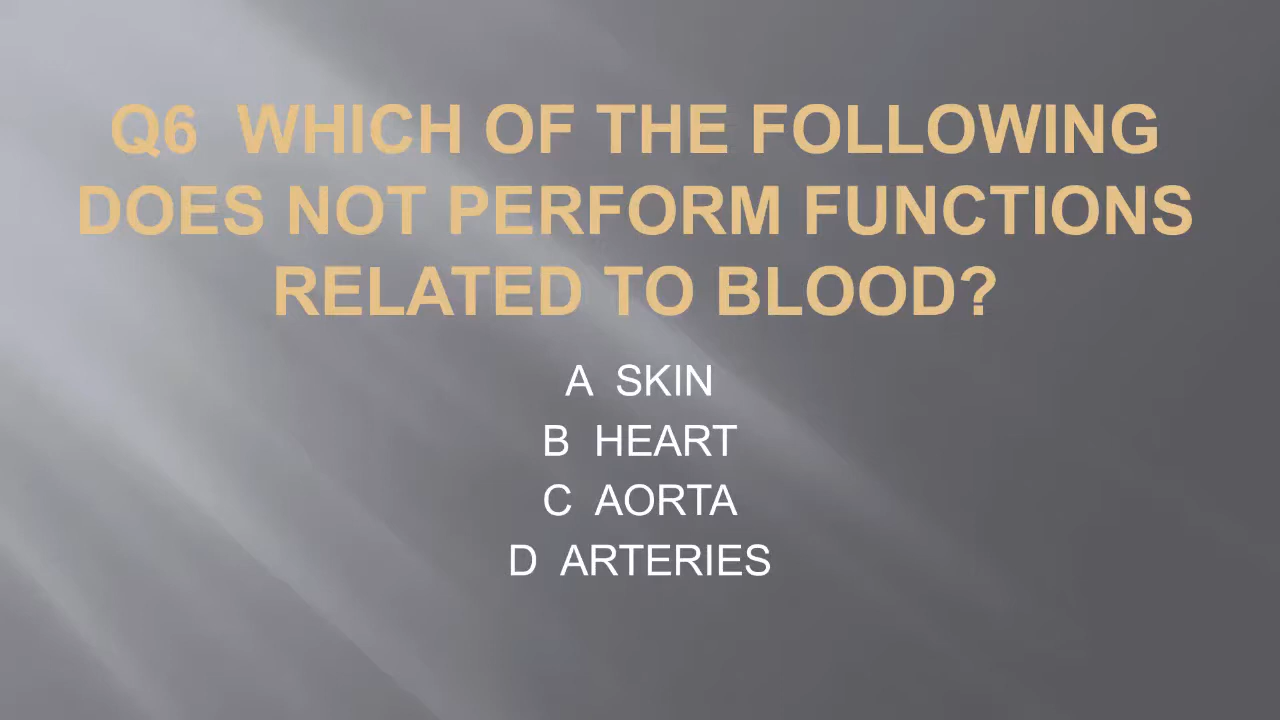 Q6 WHICH OF THE FOLLOWING
DOES NOT PERFORM FUNCTIONS
RELATED TO BLOOD?
A SKIN
B HEART
C AORTA
D ARTERIES